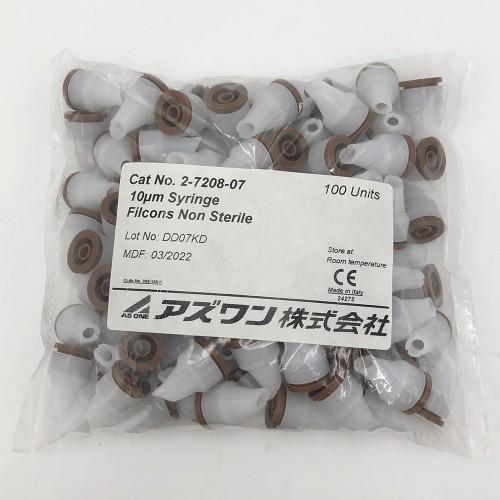 Cat No. 2-7208-07
100 Units
10µm Syringe
Filcons Non Sterile
Lot No: DD07KD
MDF: 03/2022
Store at:
Room temperature
CE
Made in Italy
24275
AS ONE
アズワン株式会社